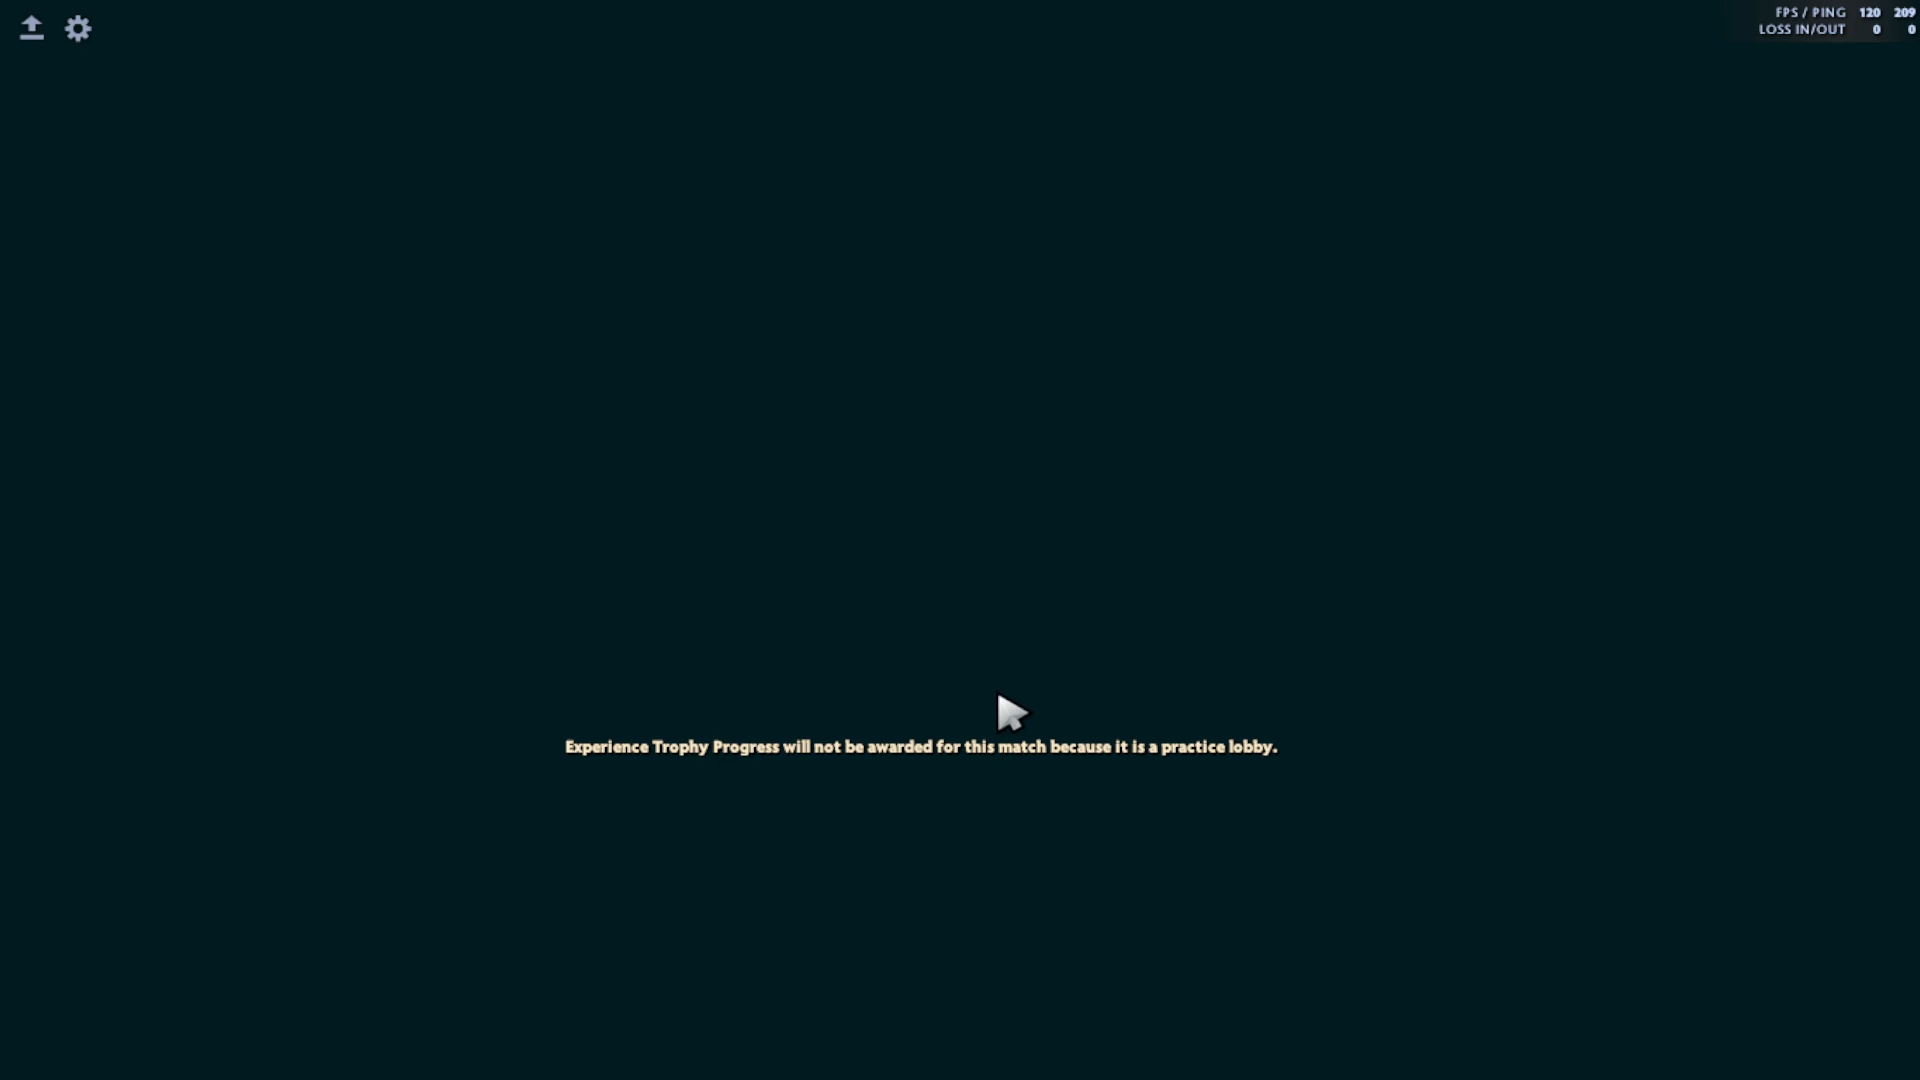 FPS / PING 120 209
LOSS IN/OUT 0 0
Experience Trophy Progress will not be awarded for this match because it is a practice lobby.